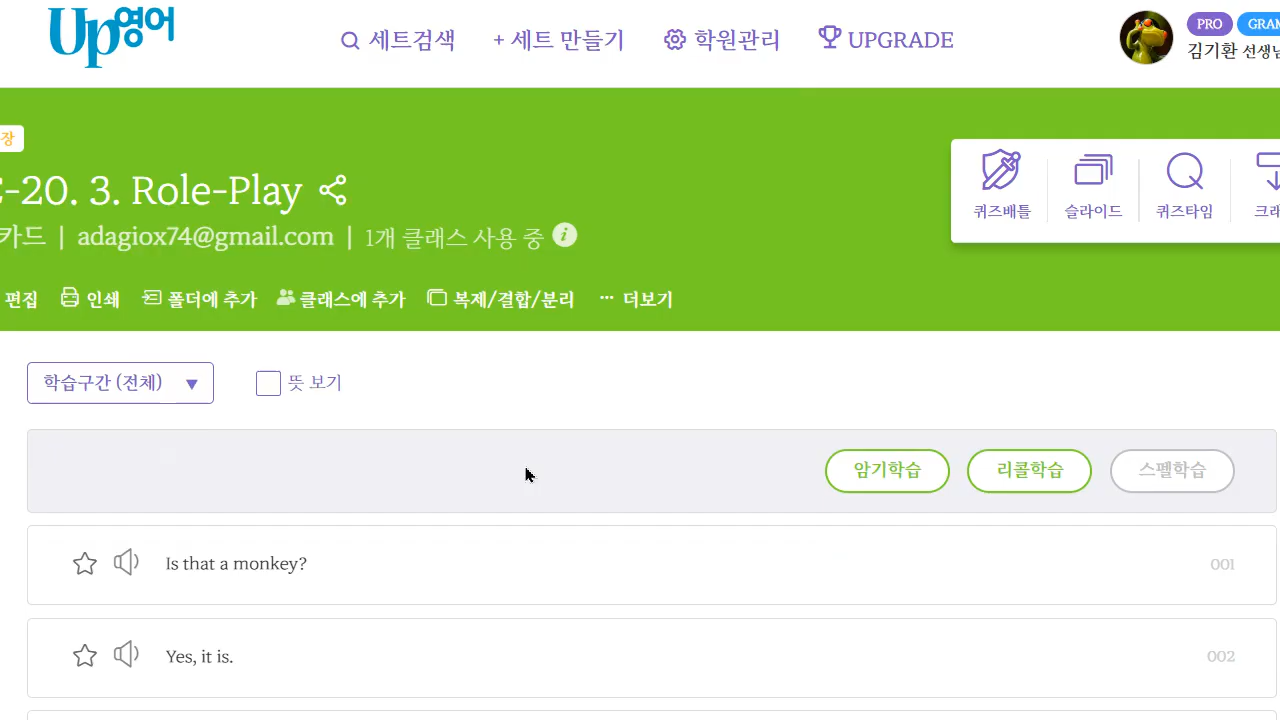 Up영어
세트검색
+ 세트 만들기
학원관리
UPGRADE
PRO
김기환 선생님
장
-20. 3. Role-Play
카드 | adagiox74@gmail.com | 1개 클래스 사용 중
편집
인쇄
폴더에 추가
클래스에 추가
복제/결합/분리
··· 더보기
퀴즈배틀
슬라이드
퀴즈타임
학습구간 (전체) ▼
뜻 보기
암기학습
리콜학습
스펠학습
Is that a monkey?
001
Yes, it is.
002